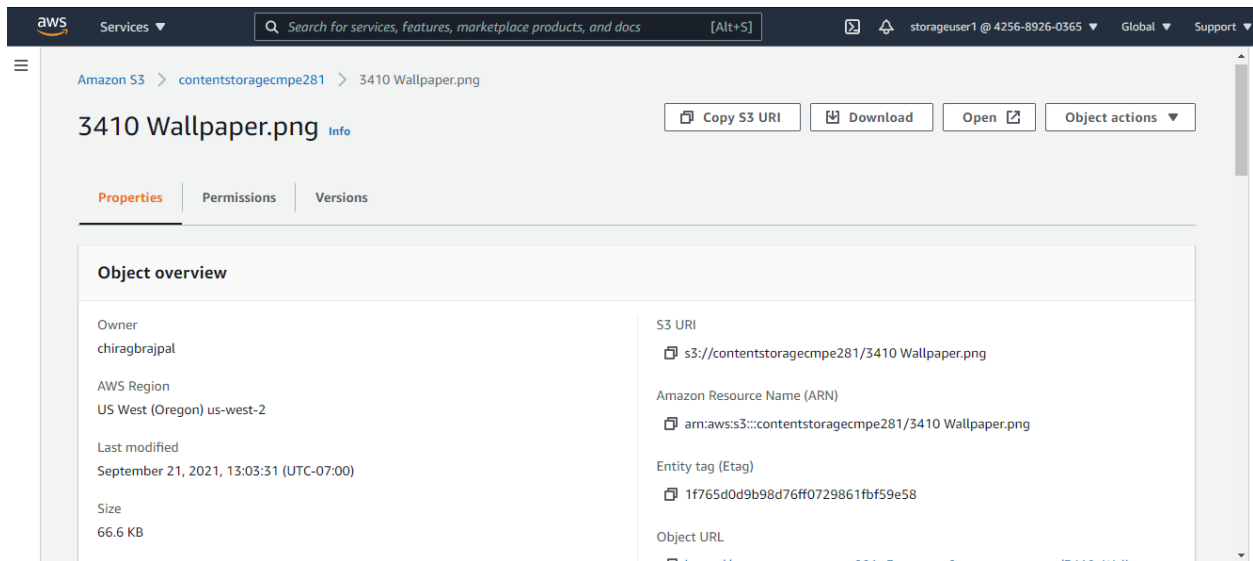 aws Services ▼ Search for services, features, marketplace products, and docs [Alt+S] storageuser1 @ 4256-8926-0365 ▼ Global ▼ Support ▼
Amazon S3 > contentstoragecmpe281 > 3410 Wallpaper.png
3410 Wallpaper.png Info
Copy S3 URI Download Open Object actions ▼
Properties Permissions Versions
Object overview
Owner
chiragbrajpal
AWS Region
US West (Oregon) us-west-2
Last modified
September 21, 2021, 13:03:31 (UTC-07:00)
Size
66.6 KB
S3 URI
s3://contentstoragecmpe281/3410 Wallpaper.png
Amazon Resource Name (ARN)
arn:aws:s3:::contentstoragecmpe281/3410 Wallpaper.png
Entity tag (Etag)
1f765d0d9b98d76ff0729861fbf59e58
Object URL